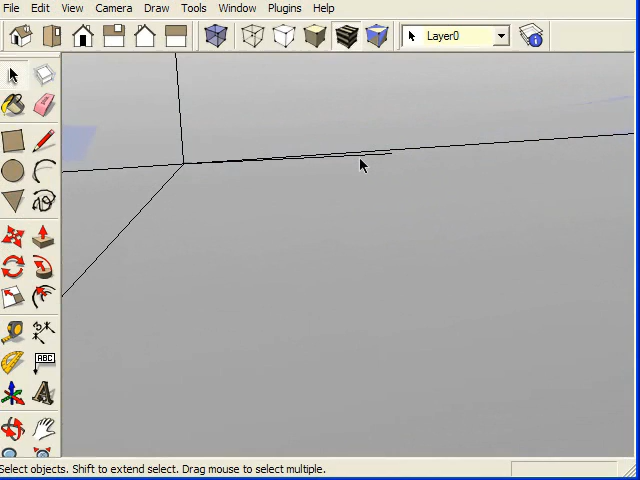 File Edit View Camera Draw Tools Window Plugins Help
Layer0
ABC
A
Select objects. Shift to extend select. Drag mouse to select multiple.